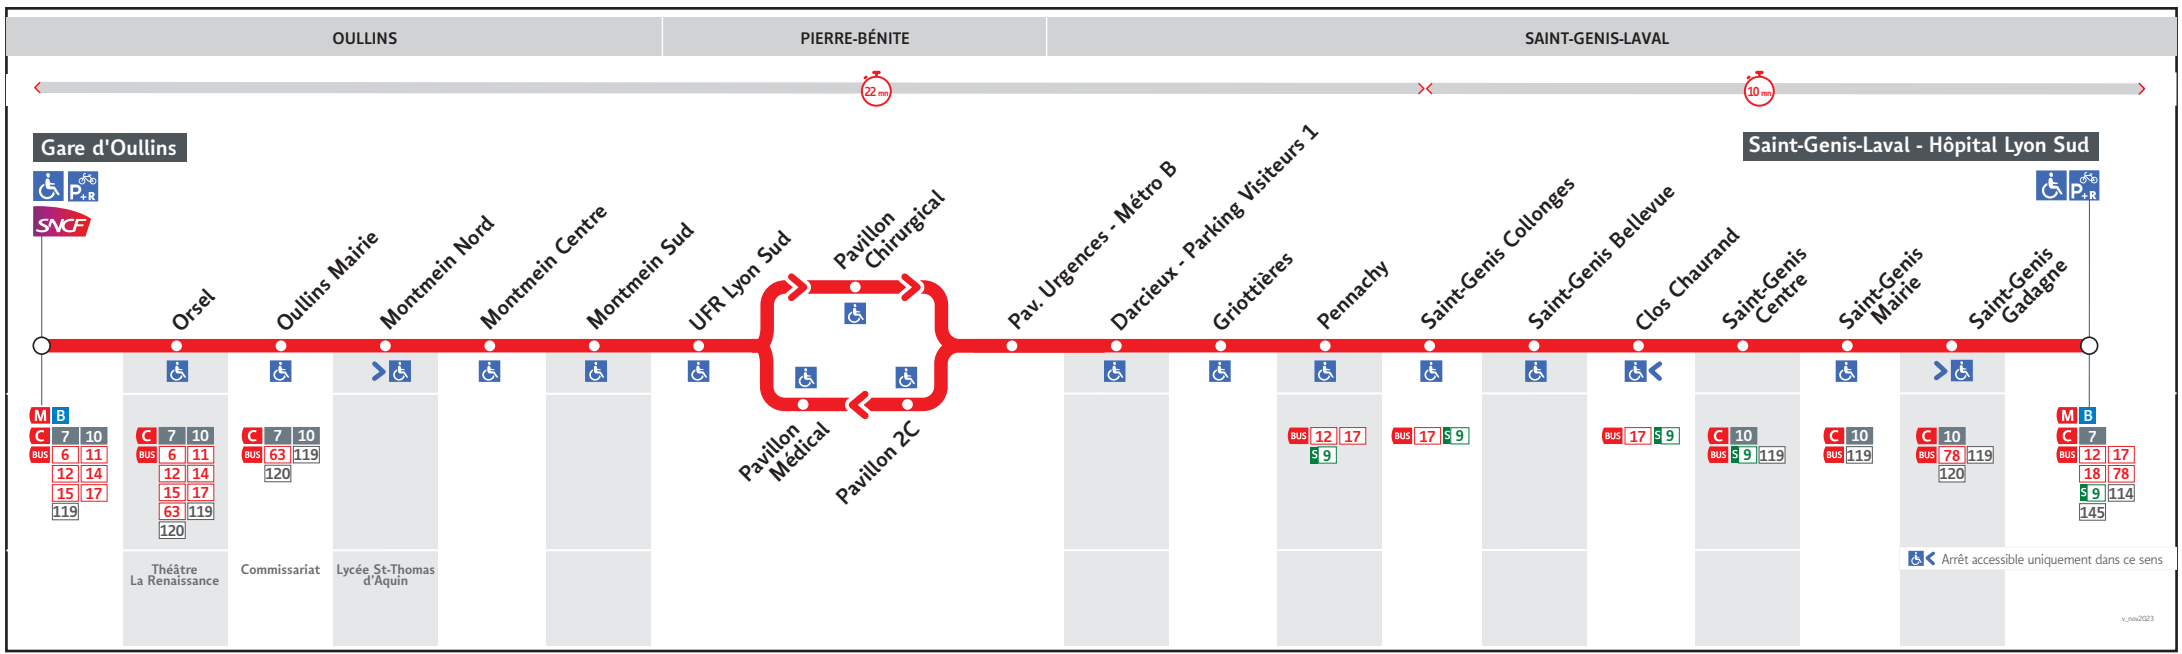 OULLINS
PIERRE-BÉNITE
SAINT-GENIS-LAVAL
22 mn
10 mn
Gare d'Oullins
P+R
SNCF
Saint-Genis-Laval - Hôpital Lyon Sud
P+R
Orsel
Oullins Mairie
Montmein Nord
Montmein Centre
Montmein Sud
UFR Lyon Sud
Pavillon
Chirurgical
Pavillon
Médical
Pavillon 2C
Pav. Urgences - Métro B
Darcieux - Parking Visiteurs 1
Griottières
Pennachy
Saint-Genis Collonges
Saint-Genis Bellevue
Clos Chaurand
Saint-Genis
Centre
Saint-Genis
Mairie
Saint-Genis
Gadagne
M B
C 7 10
BUS 6 11
12 14
15 17
119
C 7 10
BUS 6 11
12 14
15 17
63 119
120
C 7 10
BUS 63 119
120
BUS 12 17
S 9
BUS 17 S 9
BUS 17 S 9
C 10
BUS S 9 119
C 10
BUS 119
C 10
BUS 78 119
120
M B
C 7
BUS 12 17
18 78
S 9 114
145
Théâtre
La Renaissance
Commissariat
Lycée St-Thomas
d'Aquin
Arrêt accessible uniquement dans ce sens
v_nov2023